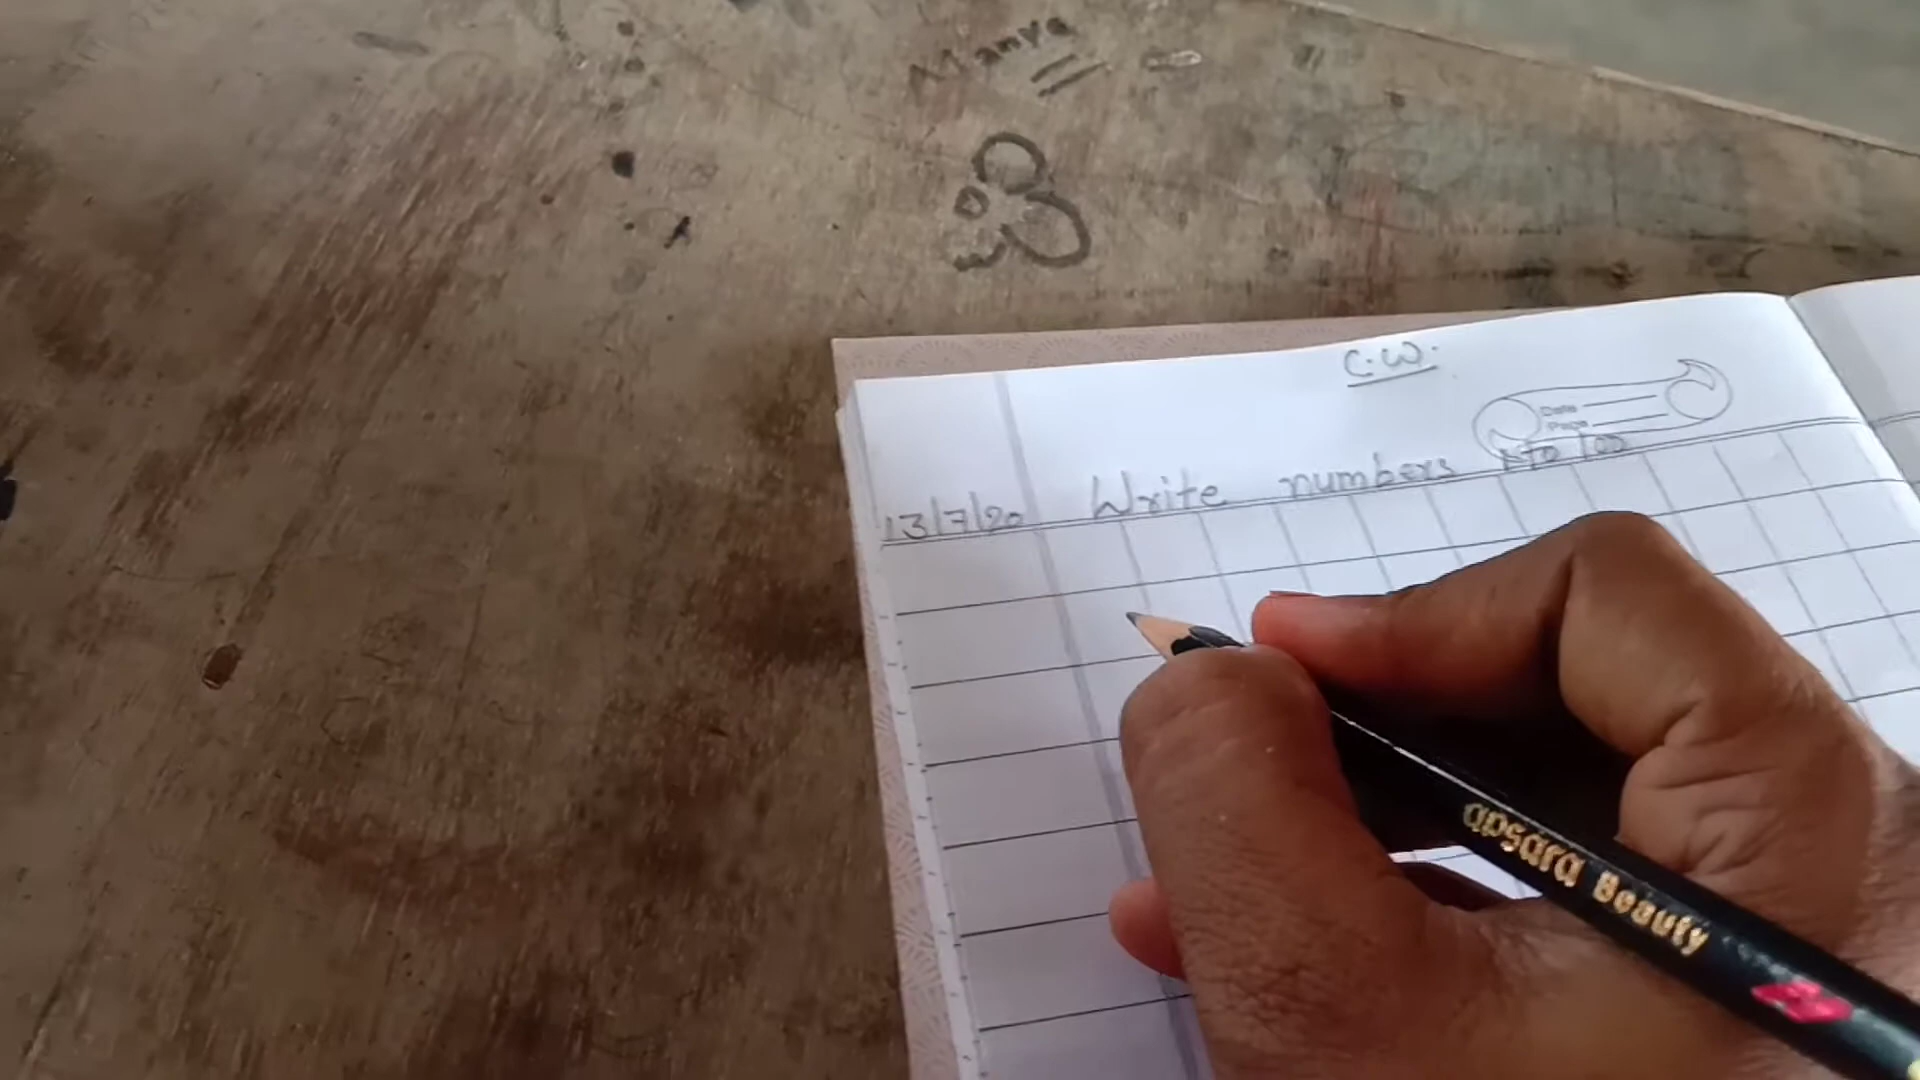 Manya
C.W.
Date
Page
13/7/20 Write numbers 1 to 100
apsara Beauty